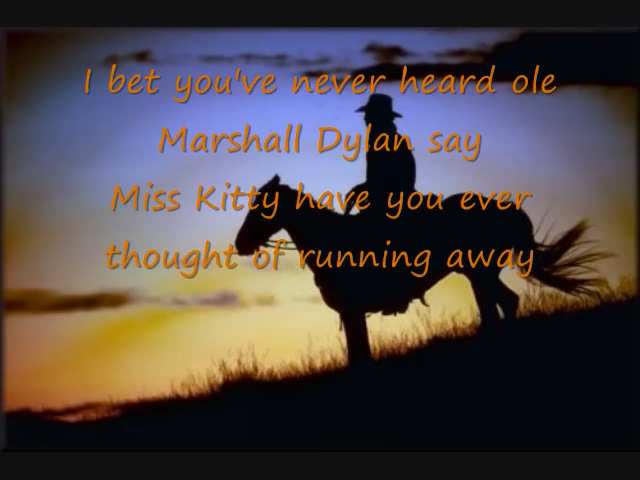 I bet you've never heard ole
Marshall Dylan say
Miss Kitty have you ever
thought of running away